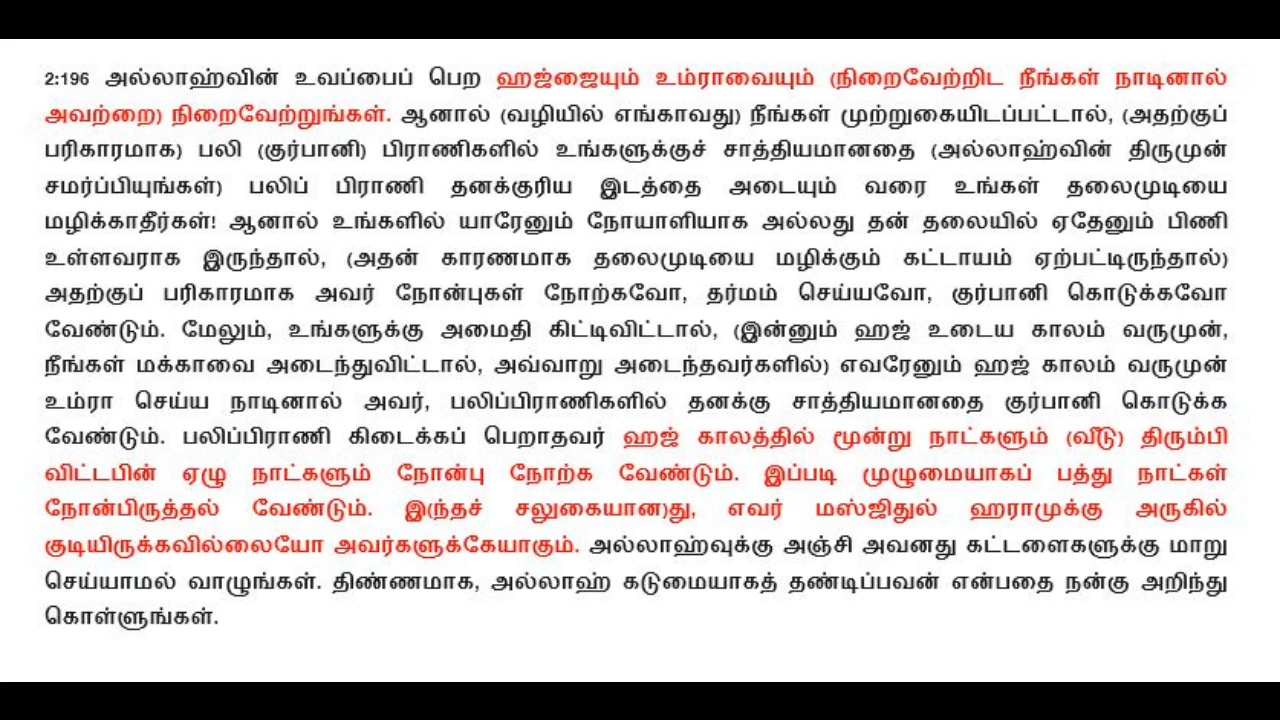 2:196 அல்லாஹ்வின் உவப்பைப் பெற ஹஜ்ஜையும் உம்ராவையும் (நிறைவேற்றிட நீங்கள் நாடினால்
அவற்றை) நிறைவேற்றுங்கள். ஆனால் (வழியில் எங்காவது) நீங்கள் முற்றுகையிடப்பட்டால், (அதற்குப்
பரிகாரமாக) பலி (குர்பானி) பிராணிகளில் உங்களுக்குச் சாத்தியமானதை (அல்லாஹ்வின் திருமுன்
சமர்ப்பியுங்கள்) பலிப் பிராணி தனக்குரிய இடத்தை அடையும் வரை உங்கள் தலைமுடியை
மழிக்காதீர்கள்! ஆனால் உங்களில் யாரேனும் நோயாளியாக அல்லது தன் தலையில் ஏதேனும் பிணி
உள்ளவராக இருந்தால், (அதன் காரணமாக தலைமுடியை மழிக்கும் கட்டாயம் ஏற்பட்டிருந்தால்)
அதற்குப் பரிகாரமாக அவர் நோன்புகள் நோற்கவோ, தர்மம் செய்யவோ, குர்பானி கொடுக்கவோ
வேண்டும். மேலும், உங்களுக்கு அமைதி கிட்டிவிட்டால், (இன்னும் ஹஜ் உடைய காலம் வருமுன்,
நீங்கள் மக்காவை அடைந்துவிட்டால், அவ்வாறு அடைந்தவர்களில்) எவரேனும் ஹஜ் காலம் வருமுன்
உம்ரா செய்ய நாடினால் அவர், பலிப்பிராணிகளில் தனக்கு சாத்தியமானதை குர்பானி கொடுக்க
வேண்டும். பலிப்பிராணி கிடைக்கப் பெறாதவர் ஹஜ் காலத்தில் மூன்று நாட்களும் (வீடு) திரும்பி
விட்டபின் ஏழு நாட்களும் நோன்பு நோற்க வேண்டும். இப்படி முழுமையாகப் பத்து நாட்கள்
நோன்பிருத்தல் வேண்டும். இ(ந்தச் சலுகையான)து, எவர் மஸ்ஜிதுல் ஹராமுக்கு அருகில்
குடியிருக்கவில்லையோ அவர்களுக்கேயாகும். அல்லாஹ்வுக்கு அஞ்சி அவனது கட்டளைகளுக்கு மாறு
செய்யாமல் வாழுங்கள். திண்ணமாக, அல்லாஹ் கடுமையாகத் தண்டிப்பவன் என்பதை நன்கு அறிந்து
கொள்ளுங்கள்.